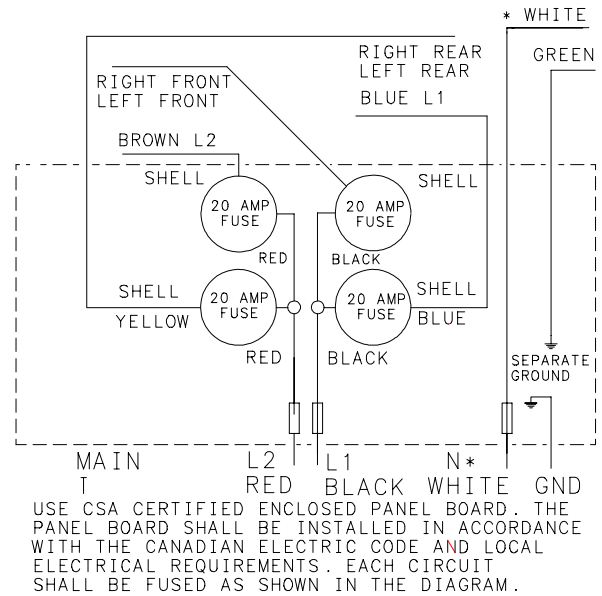 * WHITE
RIGHT REAR
LEFT REAR
GREEN
RIGHT FRONT
LEFT FRONT
BLUE L1
BROWN L2
SHELL
SHELL
20 AMP
FUSE
20 AMP
FUSE
RED
BLACK
SHELL
SHELL
20 AMP
FUSE
20 AMP
FUSE
YELLOW
BLUE
RED
BLACK
SEPARATE
GROUND
MAIN
T
L2
RED
L1
BLACK
N*
WHITE
GND
USE CSA CERTIFIED ENCLOSED PANEL BOARD. THE
PANEL BOARD SHALL BE INSTALLED IN ACCORDANCE
WITH THE CANADIAN ELECTRIC CODE AND LOCAL
ELECTRICAL REQUIREMENTS. EACH CIRCUIT
SHALL BE FUSED AS SHOWN IN THE DIAGRAM.